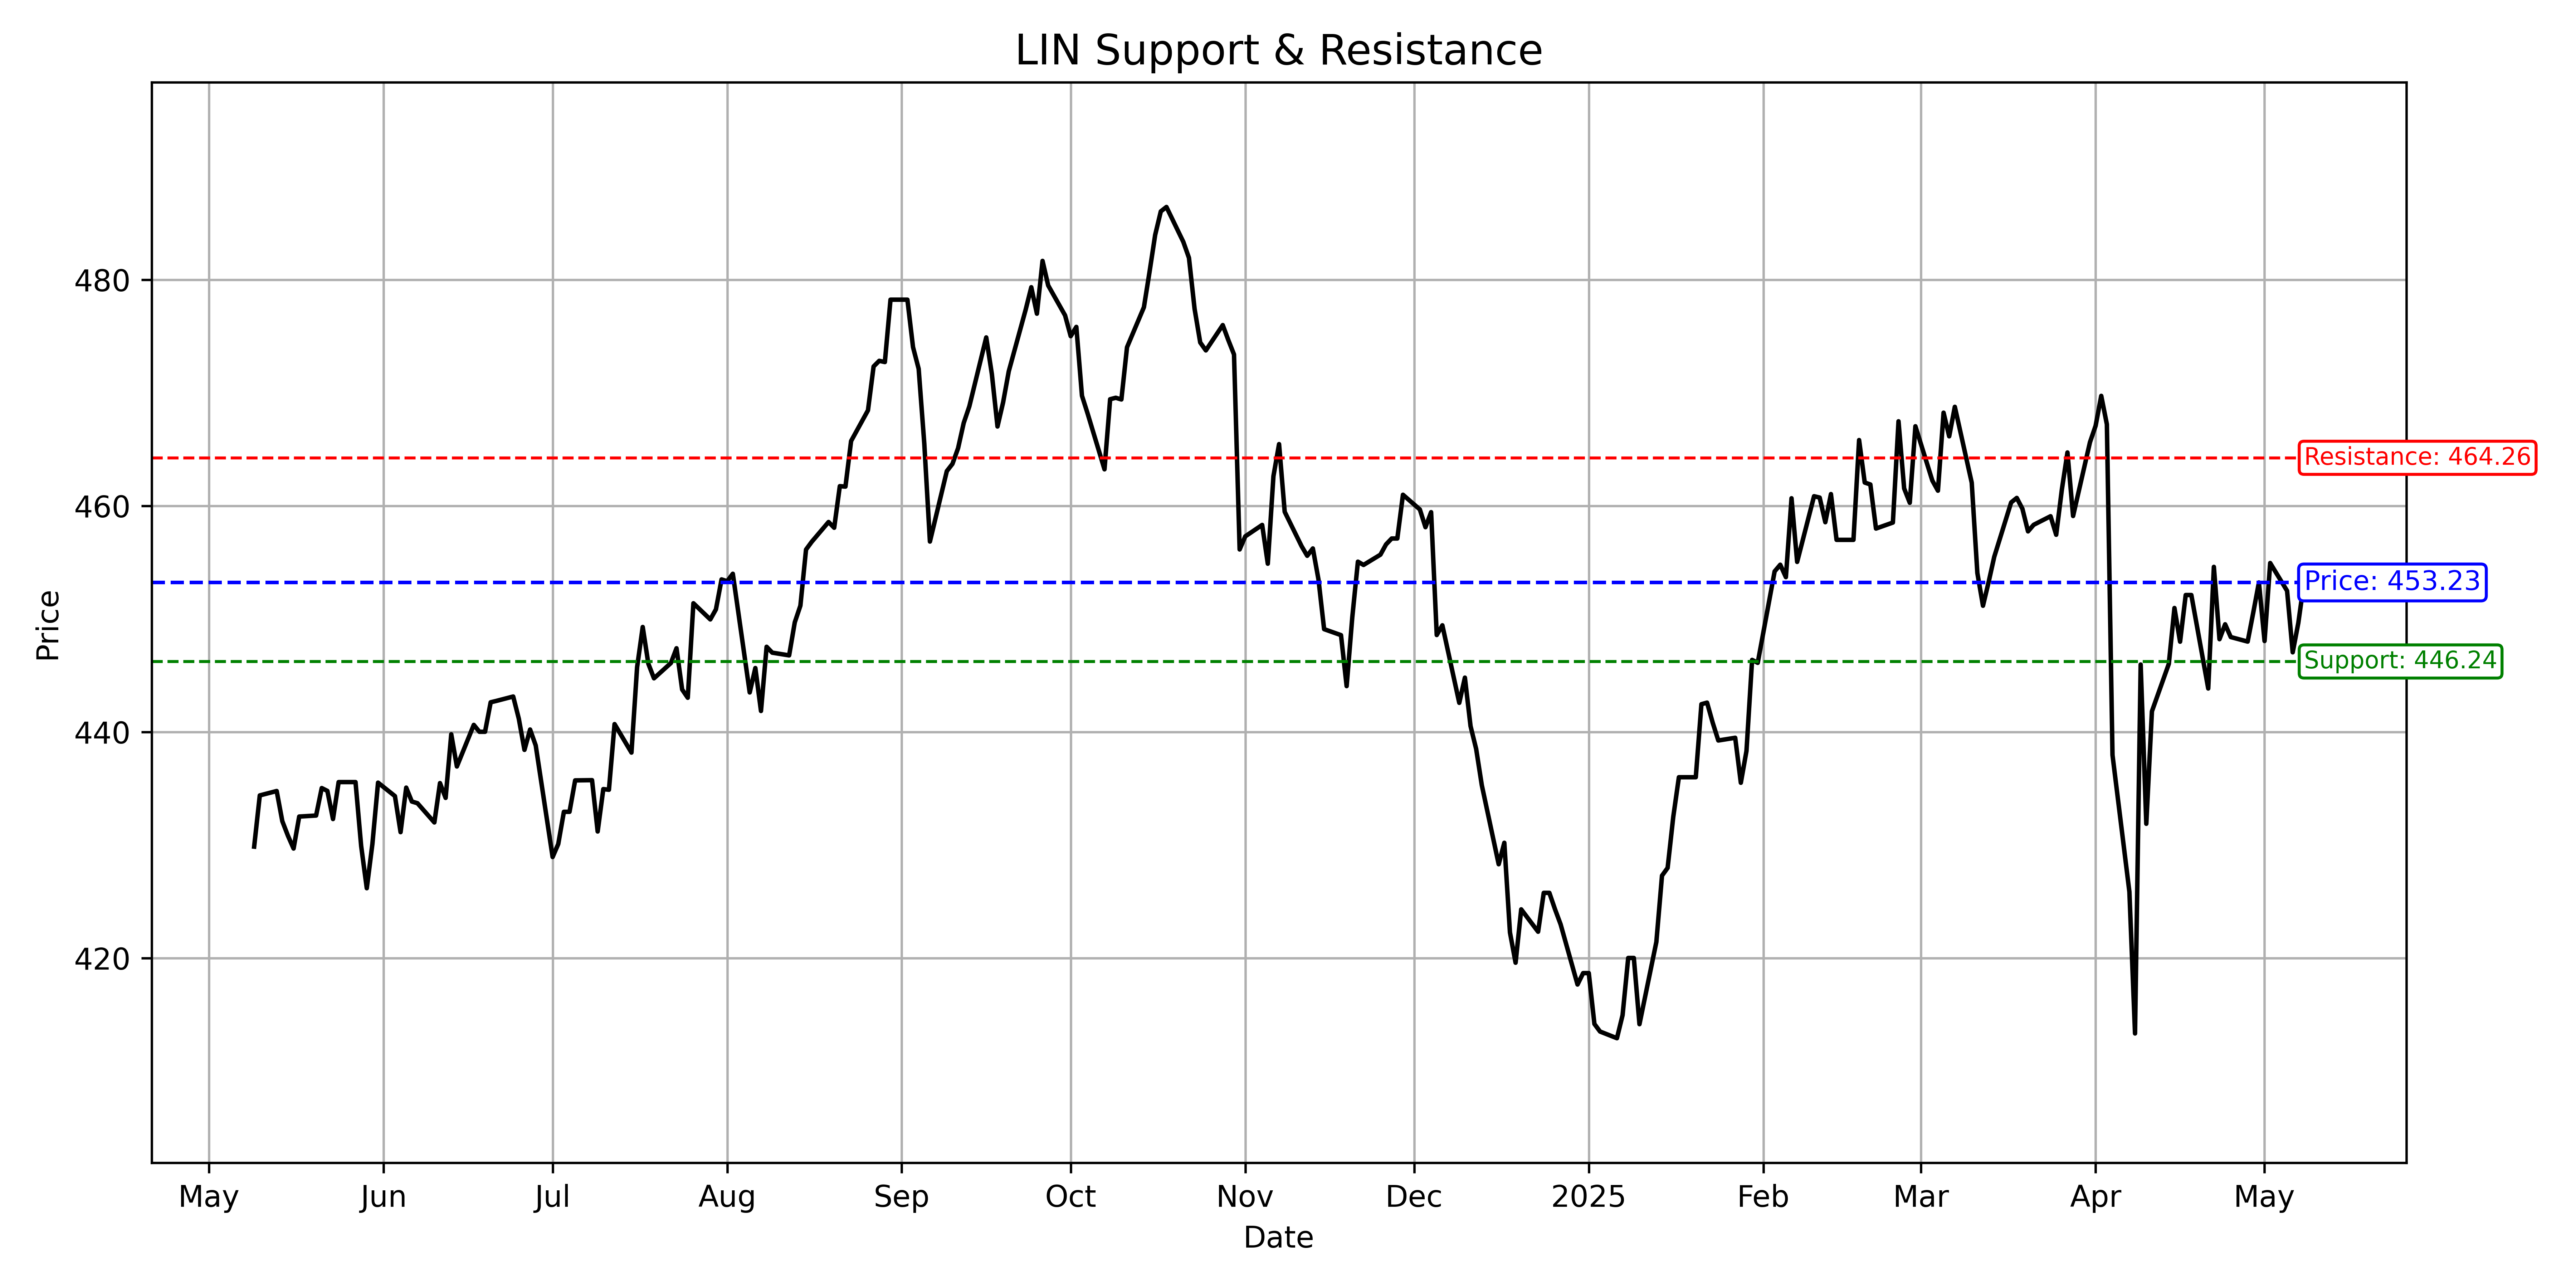 LIN Support & Resistance
480
460
440
420
Price
Resistance: 464.26
Price: 453.23
Support: 446.24
May Jun Jul Aug Sep Oct Nov Dec 2025 Feb Mar Apr May
Date